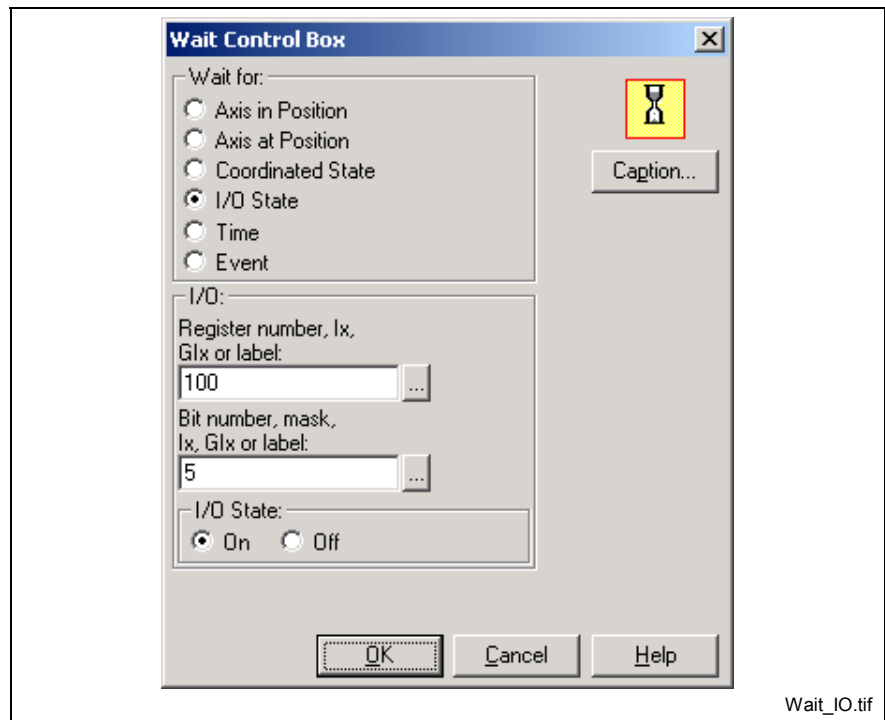 Wait Control Box
Wait for:
Axis in Position
Axis at Position
Coordinated State
I/O State
Time
Event
Caption...
I/O:
Register number, Ix,
GIx or label:
100
...
Bit number, mask,
Ix, GIx or label:
5
...
I/O State:
On Off
OK Cancel Help
Wait_IO.tif